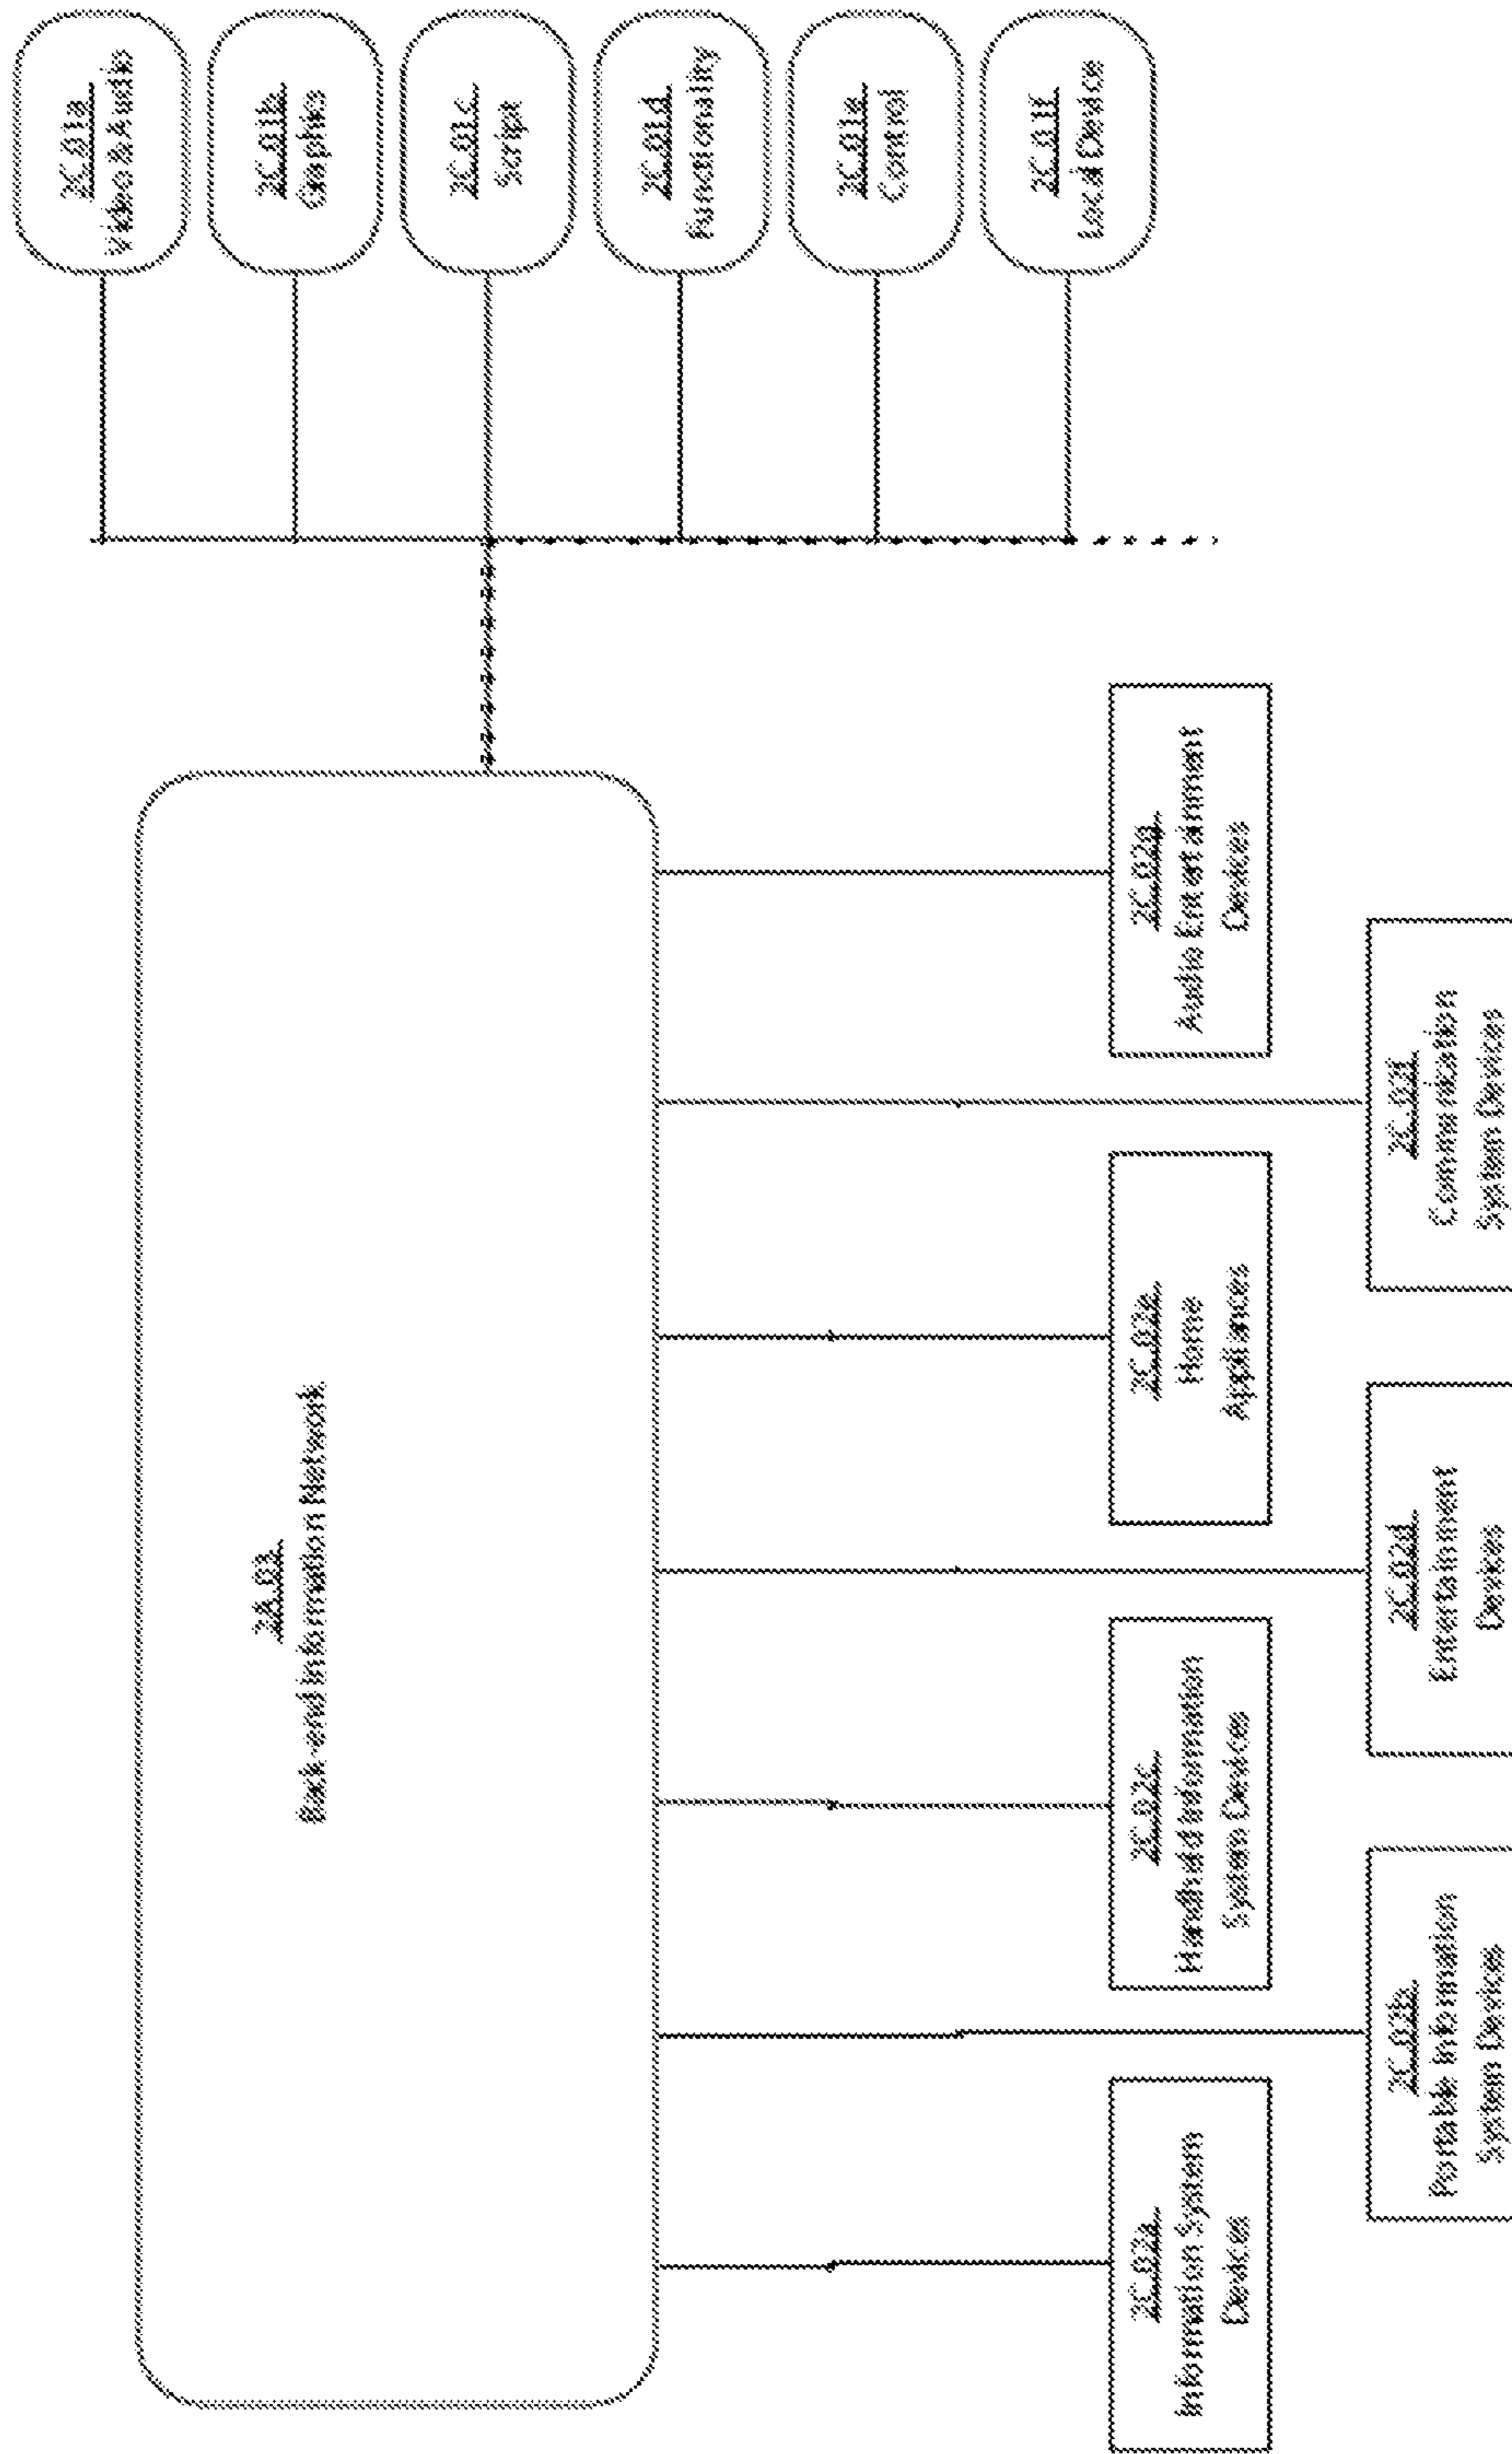 2A.03
Back-end Information Network
2C.01a
Video & Audio
2C.01b
Graphics
2C.01c
Script
2C.01d
Functionality
2C.01e
Control
2C.01f
Local Device
2C.02a
Information System
Devices
2C.02b
Portable Information
System Devices
2C.02c
Handheld Information
System Devices
2C.02d
Entertainment
Devices
2C.02e
Home
Appliances
2C.02f
Communication
System Devices
2C.02g
Audio Entertainment
Devices